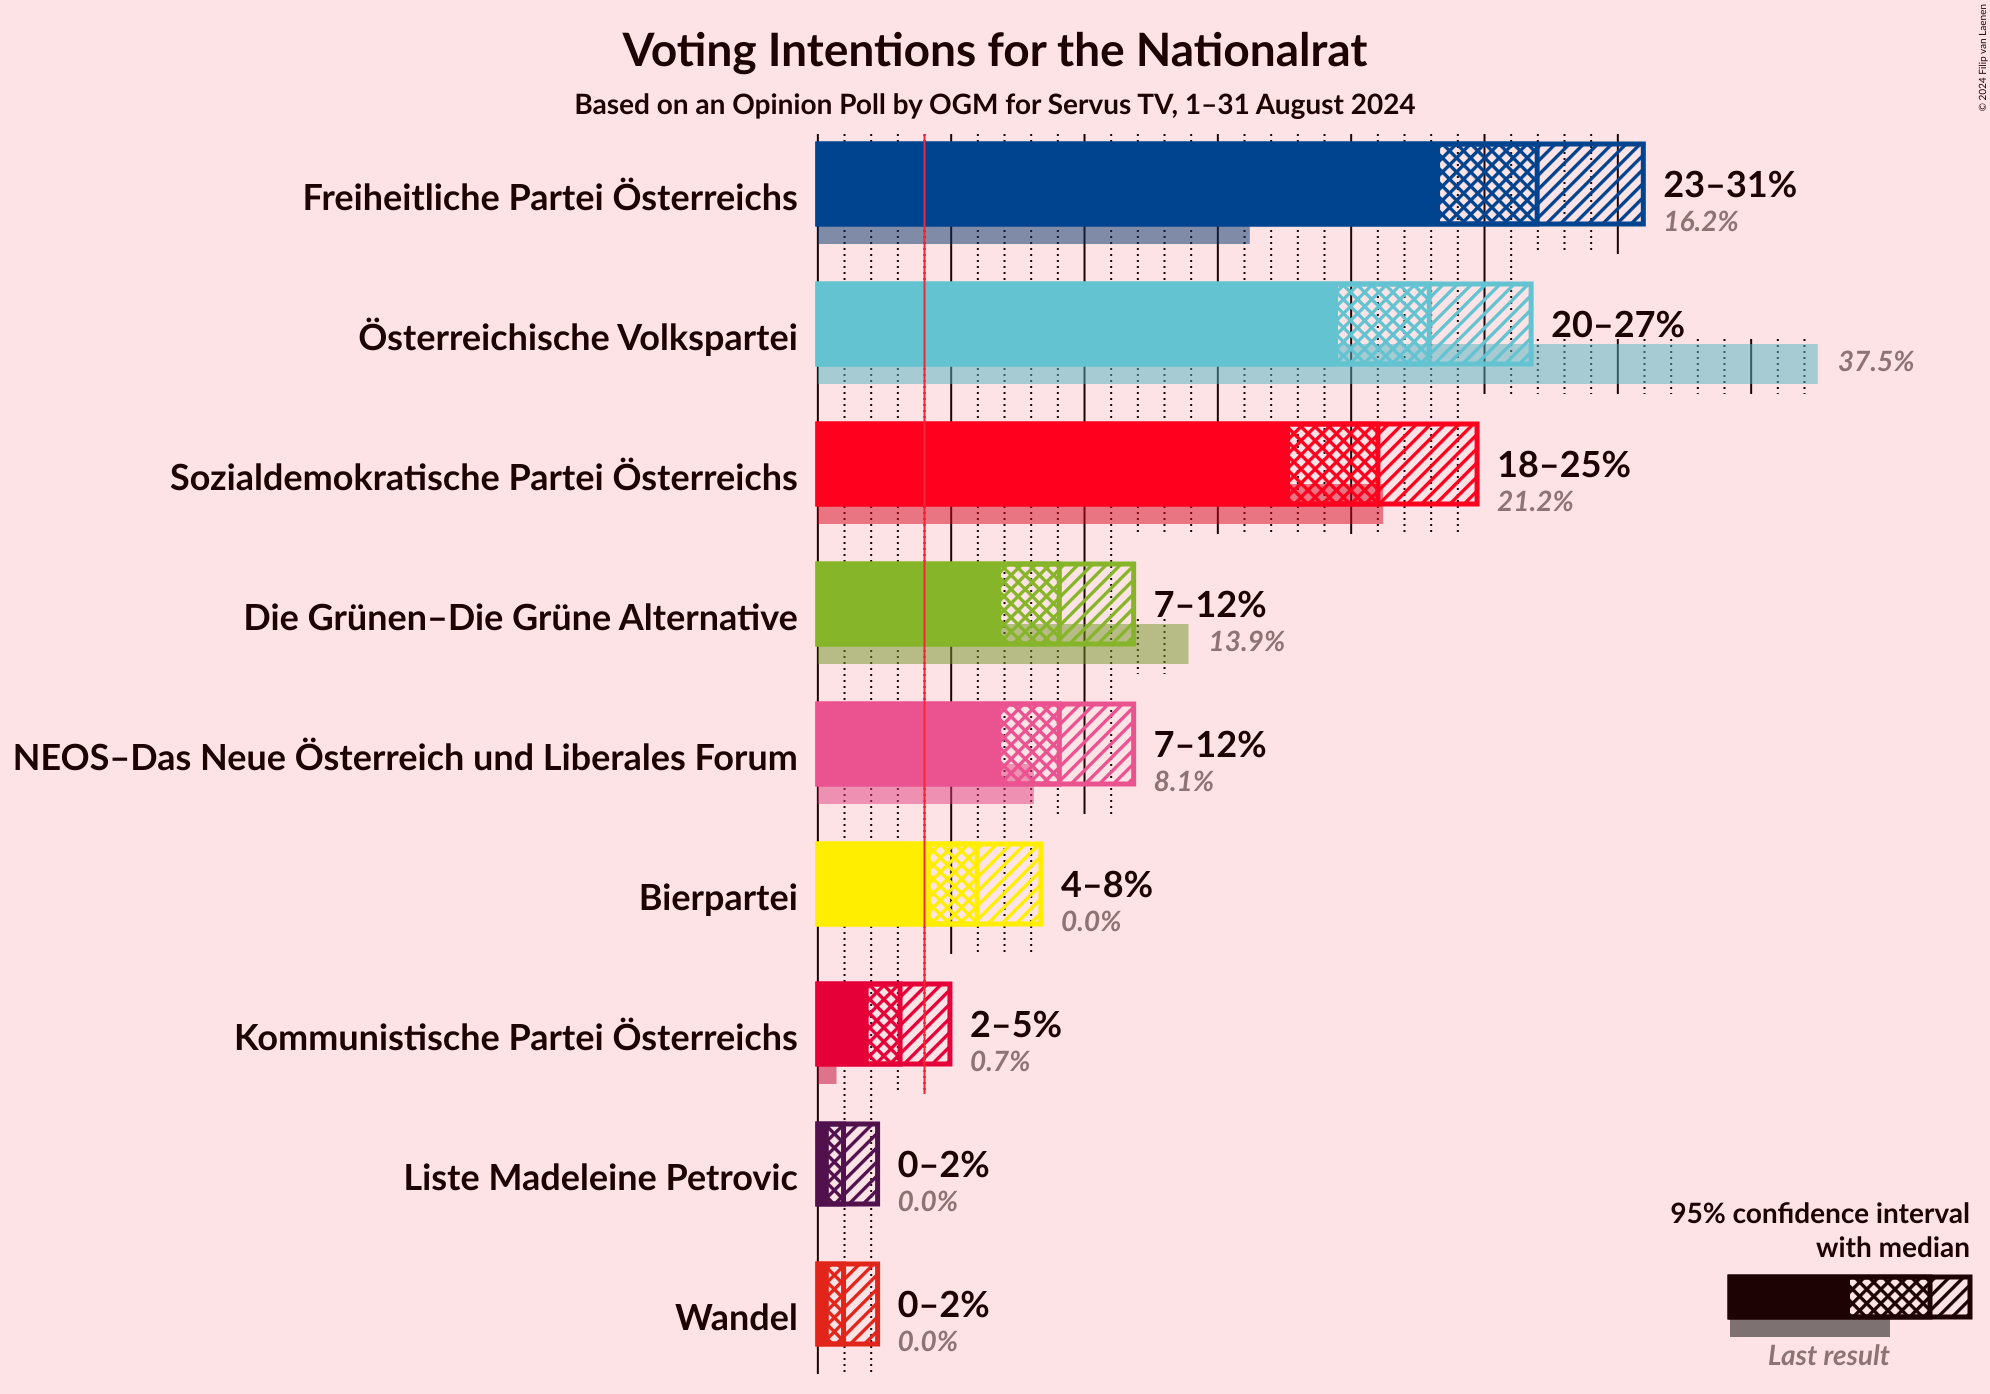 Voting Intentions for the Nationalrat
Based on an Opinion Poll by OGM for Servus TV, 1–31 August 2024
© 2024 Filip van Laenen
Freiheitliche Partei Österreichs
23–31%
16.2%
Österreichische Volkspartei
20–27%
37.5%
Sozialdemokratische Partei Österreichs
18–25%
21.2%
Die Grünen–Die Grüne Alternative
7–12%
13.9%
NEOS–Das Neue Österreich und Liberales Forum
7–12%
8.1%
Bierpartei
4–8%
0.0%
Kommunistische Partei Österreichs
2–5%
0.7%
Liste Madeleine Petrovic
0–2%
0.0%
Wandel
0–2%
0.0%
95% confidence interval
with median
Last result